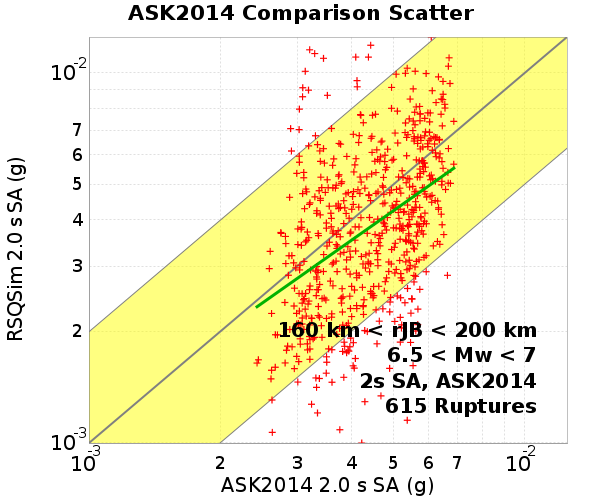 ASK2014 Comparison Scatter
RSQSim 2.0 s SA (g)
10-2
7
6
5
4
3
2
10-3
160 km < rJB < 200 km
6.5 < Mw < 7
2s SA, ASK2014
615 Ruptures
10-3 2 3 4 5 6 7 10-2
ASK2014 2.0 s SA (g)